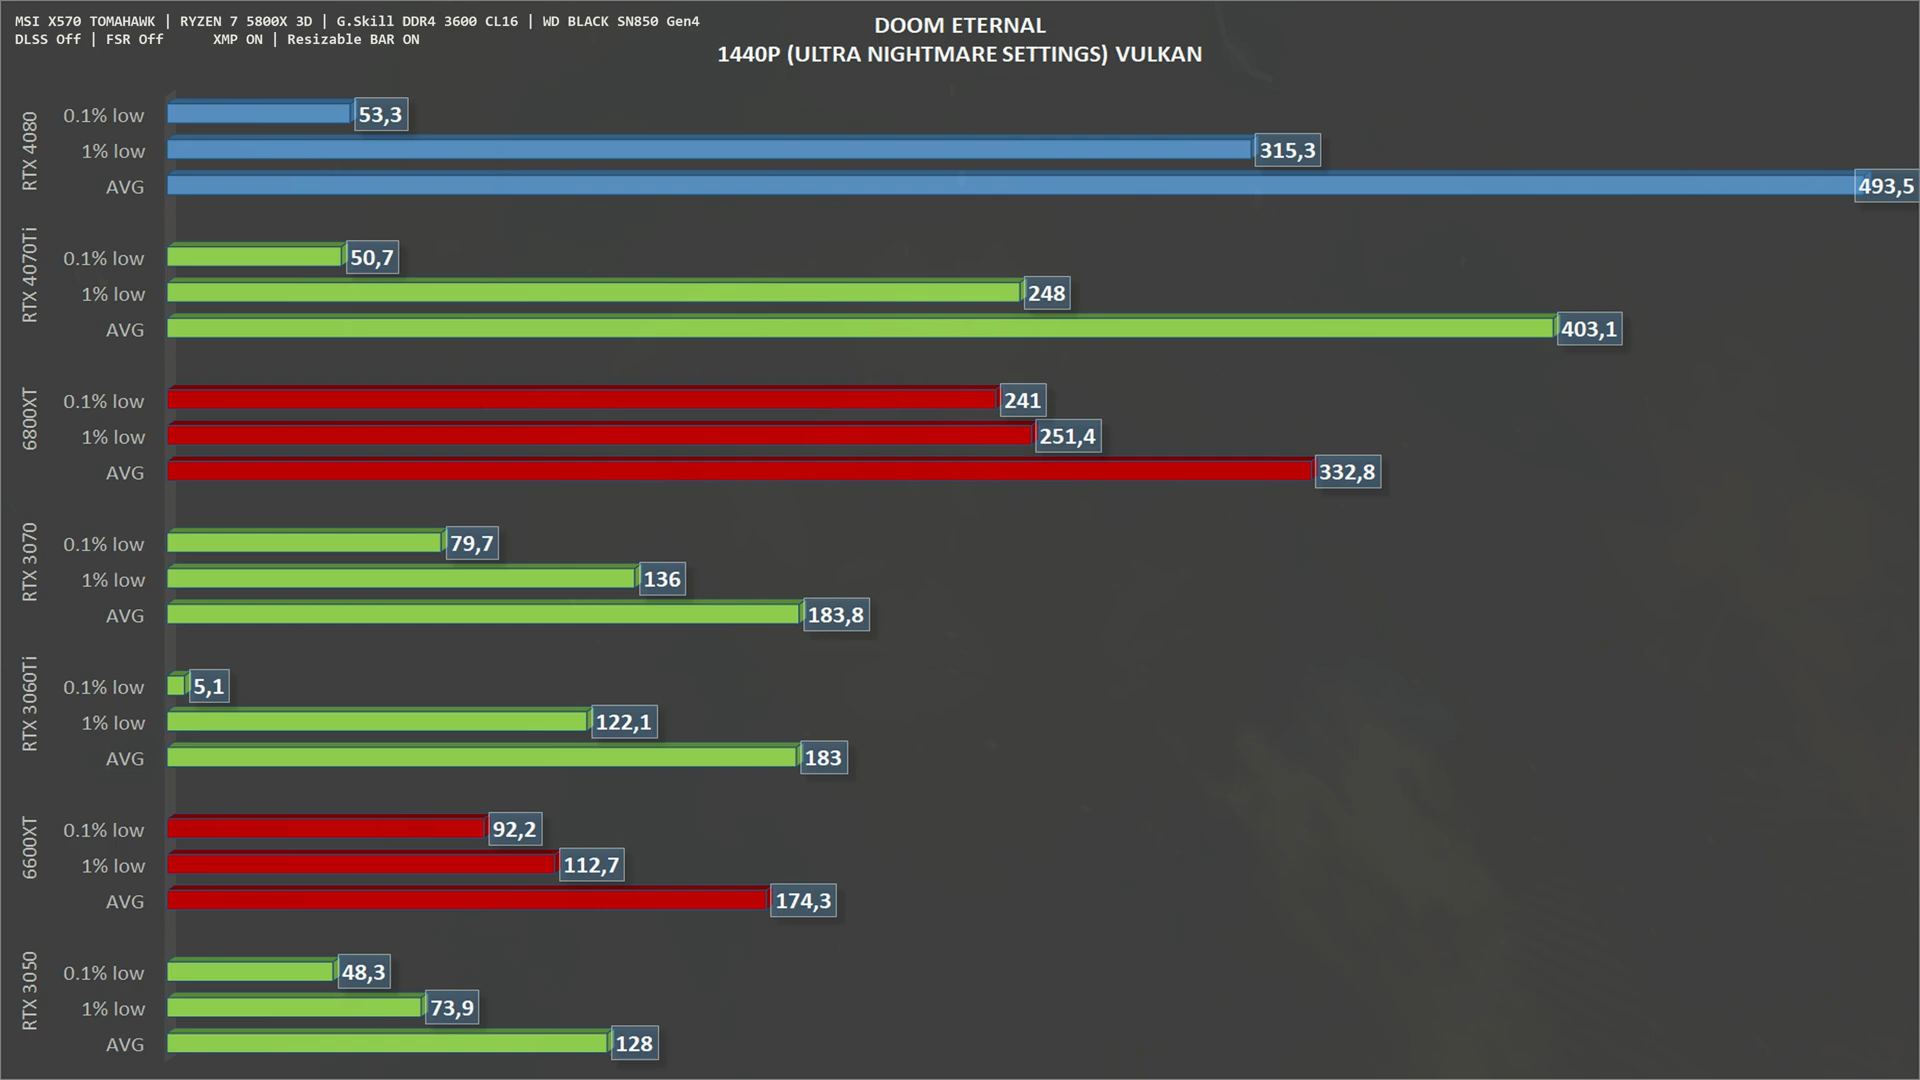 MSI X570 TOMAHAWK | RYZEN 7 5800X 3D | G.Skill DDR4 3600 CL16 | WD BLACK SN850 Gen4
DLSS Off | FSR Off XMP ON | Resizable BAR ON
DOOM ETERNAL
1440P (ULTRA NIGHTMARE SETTINGS) VULKAN
RTX 4080
0.1% low 53,3
1% low 315,3
AVG 493,5
RTX 4070Ti
0.1% low 50,7
1% low 248
AVG 403,1
6800XT
0.1% low 241
1% low 251,4
AVG 332,8
RTX 3070
0.1% low 79,7
1% low 136
AVG 183,8
RTX 3060Ti
0.1% low 5,1
1% low 122,1
AVG 183
6600XT
0.1% low 92,2
1% low 112,7
AVG 174,3
RTX 3050
0.1% low 48,3
1% low 73,9
AVG 128